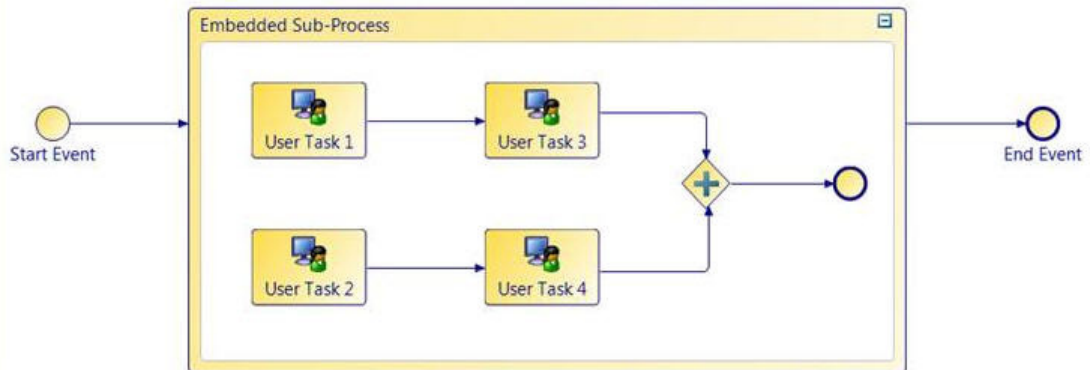 Embedded Sub-Process
User Task 1
User Task 3
Start Event
End Event
User Task 2
User Task 4